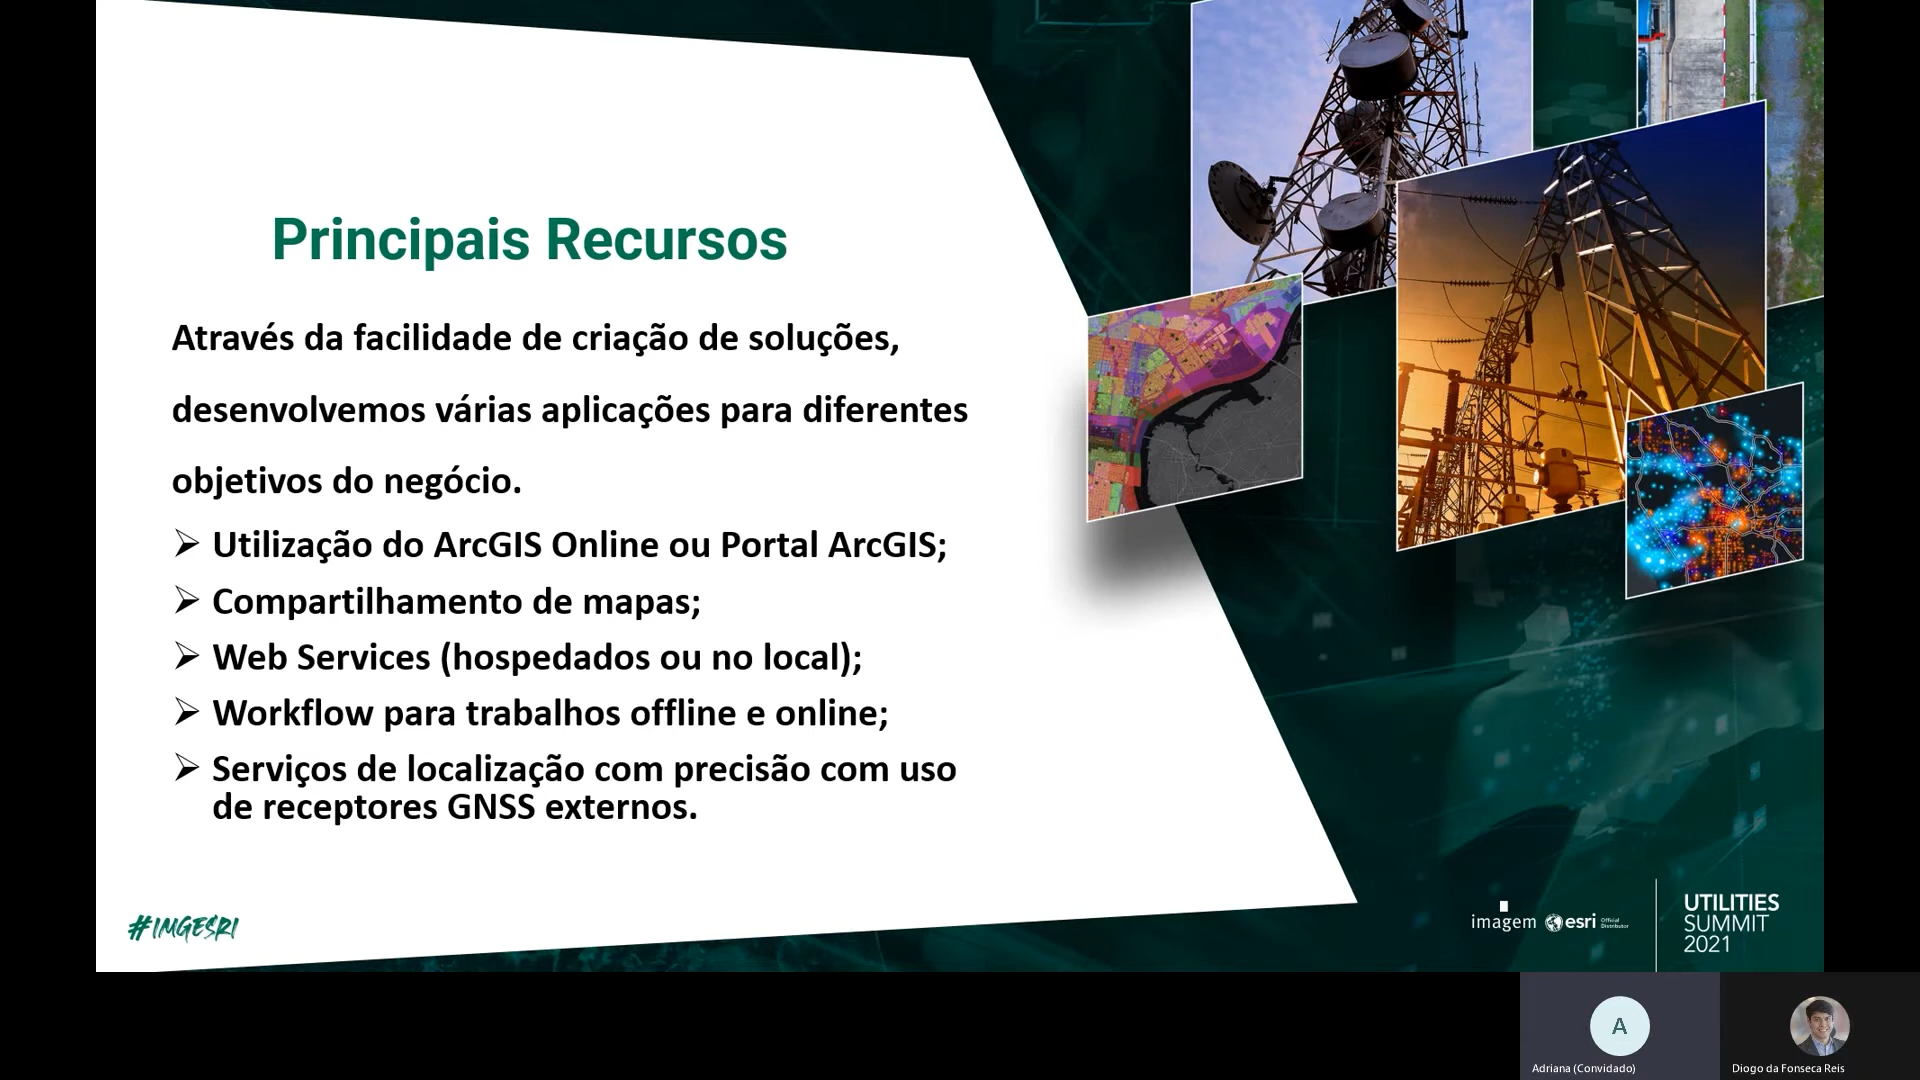 Principais Recursos
Através da facilidade de criação de soluções,
desenvolvemos várias aplicações para diferentes
objetivos do negócio.
➢ Utilização do ArcGIS Online ou Portal ArcGIS;
➢ Compartilhamento de mapas;
➢ Web Services (hospedados ou no local);
➢ Workflow para trabalhos offline e online;
➢ Serviços de localização com precisão com uso
de receptores GNSS externos.
#IMGESRI
imagem esri Official Distributor
UTILITIES
SUMMIT
2021
A
Adriana (Convidado)
Diogo da Fonseca Reis